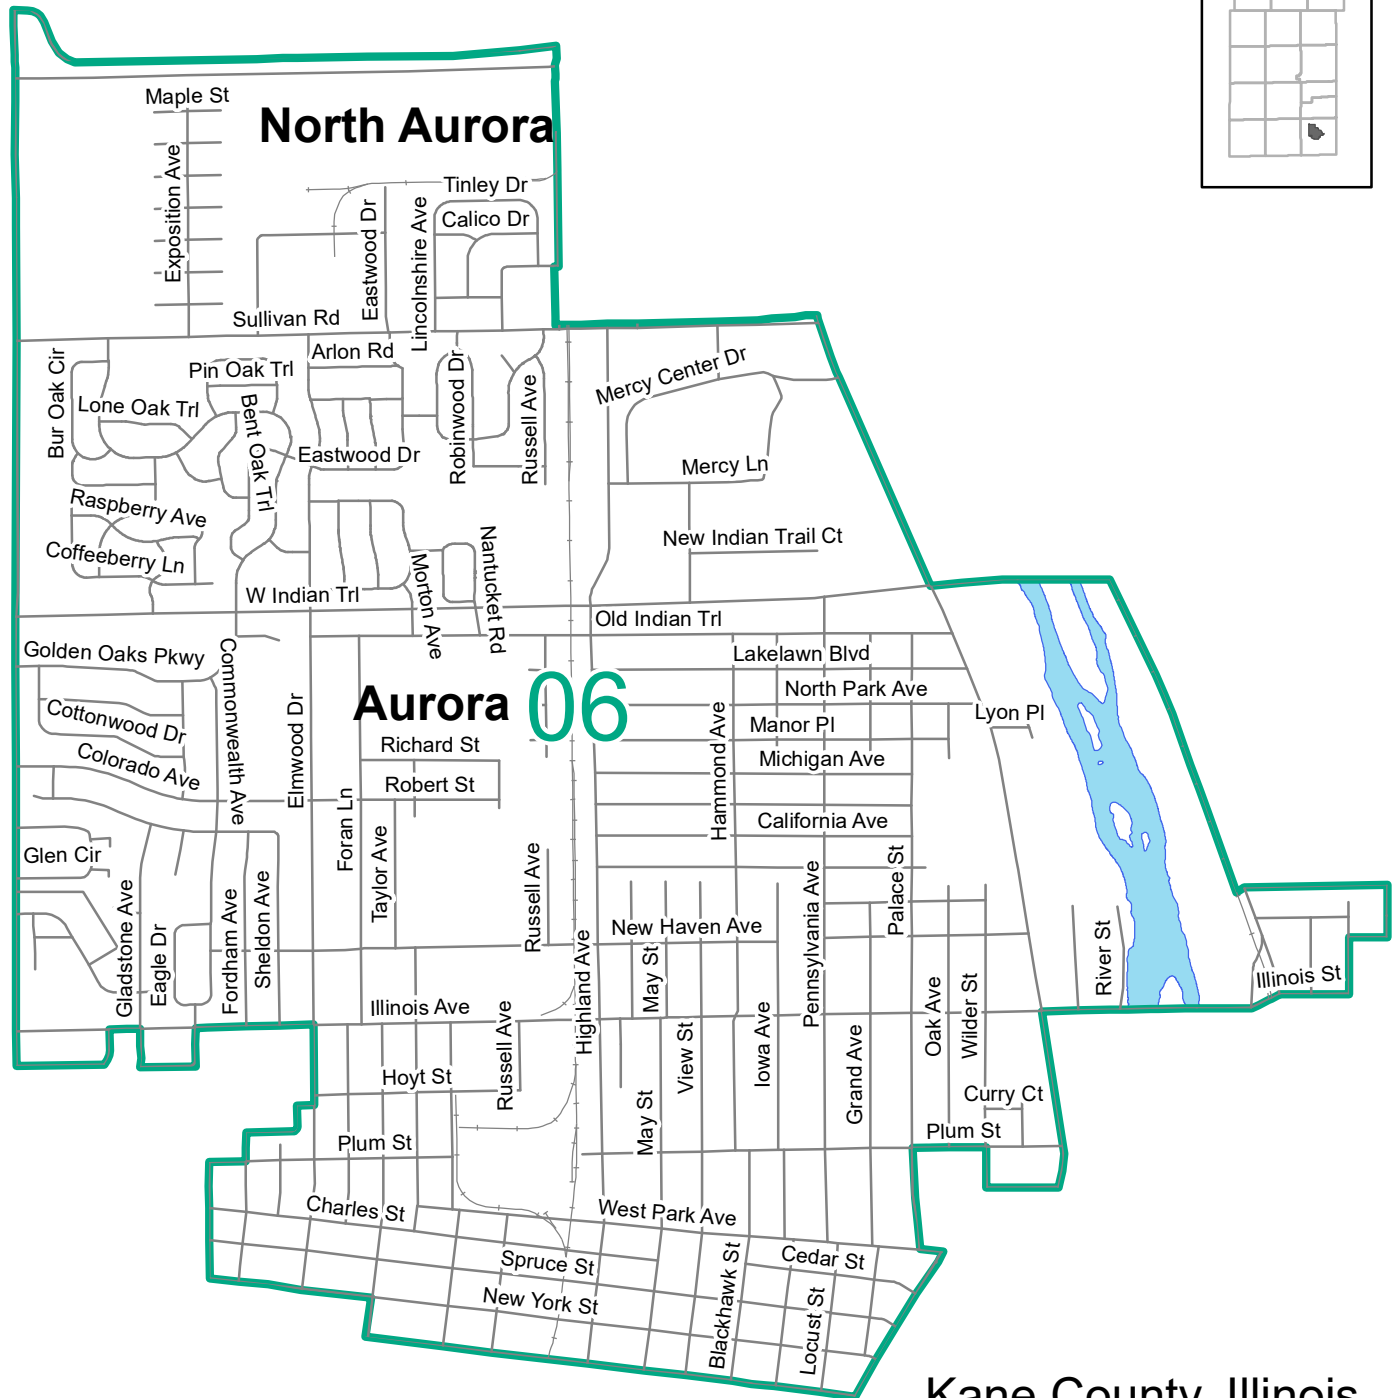 Maple St
North Aurora
Exposition Ave
Tinley Dr
Calico Dr
Eastwood Dr
Lincolnshire Ave
Sullivan Rd
Arlon Rd
Bur Oak Cir
Pin Oak Trl
Lone Oak Trl
Bent Oak Trl
Eastwood Dr
Robinwood Dr
Russell Ave
Mercy Center Dr
Mercy Ln
Raspberry Ave
Coffeeberry Ln
New Indian Trail Ct
W Indian Trl
Morton Ave
Nantucket Rd
Old Indian Trl
Golden Oaks Pkwy
Commonwealth Ave
Lakelawn Blvd
North Park Ave
Aurora 06
Cottonwood Dr
Manor Pl
Lyon Pl
Colorado Ave
Elmwood Dr
Richard St
Hammond Ave
Michigan Ave
Robert St
Foran Ln
California Ave
Glen Cir
Taylor Ave
Russell Ave
Palace St
Gladstone Ave
Eagle Dr
Fordham Ave
Sheldon Ave
New Haven Ave
Pennsylvania Ave
May St
Highland Ave
River St
Illinois St
Illinois Ave
Oak Ave
Wilder St
Russell Ave
View St
Iowa Ave
Grand Ave
Hoyt St
May St
Curry Ct
Plum St
Plum St
Charles St
West Park Ave
Spruce St
Blackhawk St
Cedar St
New York St
Locust St
Kane County, Illinois